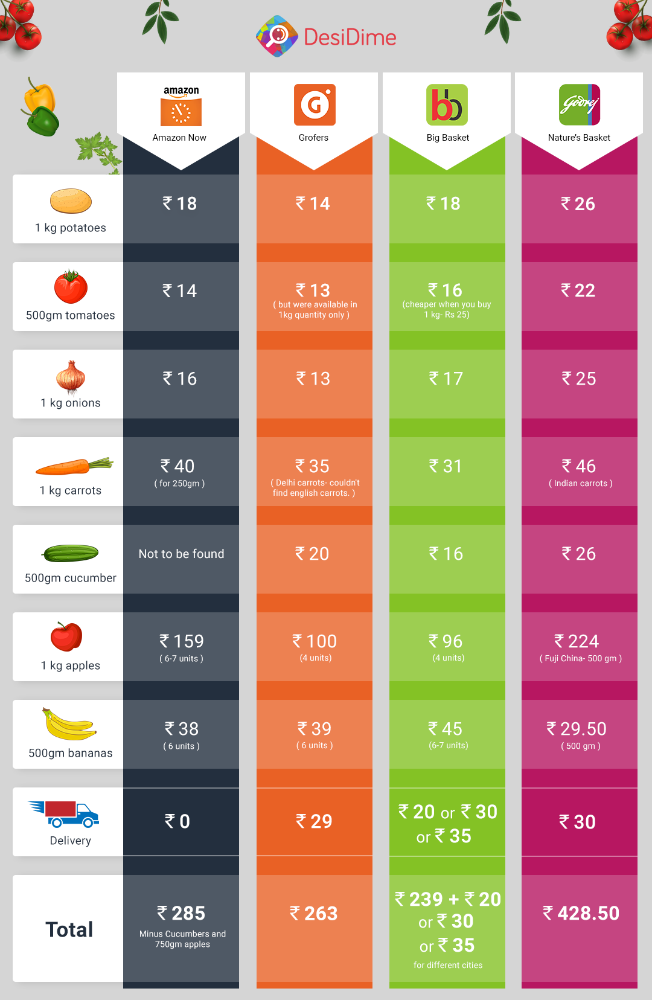 DesiDime
amazon
Amazon Now
G
Grofers
bb
Big Basket
Godrej
Nature's Basket
1 kg potatoes
₹ 18
₹ 14
₹ 18
₹ 26
500gm tomatoes
₹ 14
₹ 13
( but were available in
1kg quantity only )
₹ 16
(cheaper when you buy
1 kg- Rs 25)
₹ 22
1 kg onions
₹ 16
₹ 13
₹ 17
₹ 25
1 kg carrots
₹ 40
( for 250gm )
₹ 35
( Delhi carrots- couldn't
find english carrots. )
₹ 31
₹ 46
( Indian carrots )
500gm cucumber
Not to be found
₹ 20
₹ 16
₹ 26
1 kg apples
₹ 159
( 6-7 units )
₹ 100
(4 units)
₹ 96
(4 units)
₹ 224
( Fuji China- 500 gm )
500gm bananas
₹ 38
( 6 units )
₹ 39
( 6 units )
₹ 45
(6-7 units)
₹ 29.50
( 500 gm )
Delivery
₹ 0
₹ 29
₹ 20 or ₹ 30
or ₹ 35
₹ 30
Total
₹ 285
Minus Cucumbers and
750gm apples
₹ 263
₹ 239 + ₹ 20
or ₹ 30
or ₹ 35
for different cities
₹ 428.50